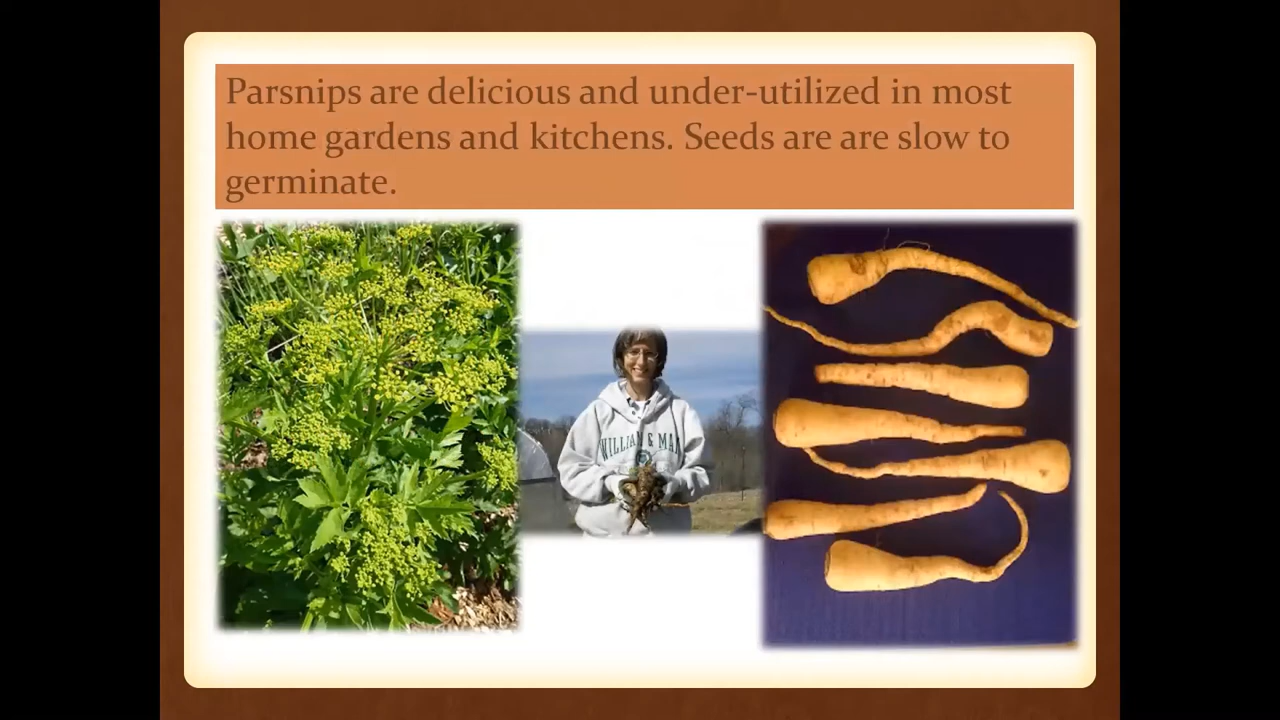 Parsnips are delicious and under-utilized in most
home gardens and kitchens. Seeds are are slow to
germinate.
WILLIAM & MA